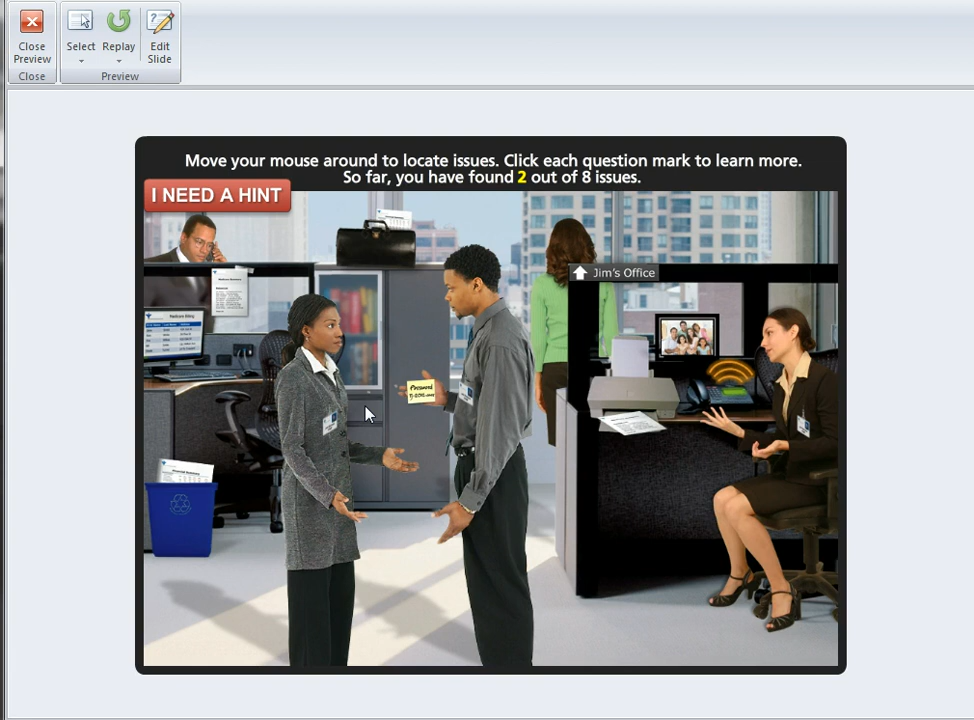 Close
Preview
Select
Replay
Edit
Slide
Close
Preview
Move your mouse around to locate issues. Click each question mark to learn more.
So far, you have found 2 out of 8 issues.
I NEED A HINT
Jim's Office
Password